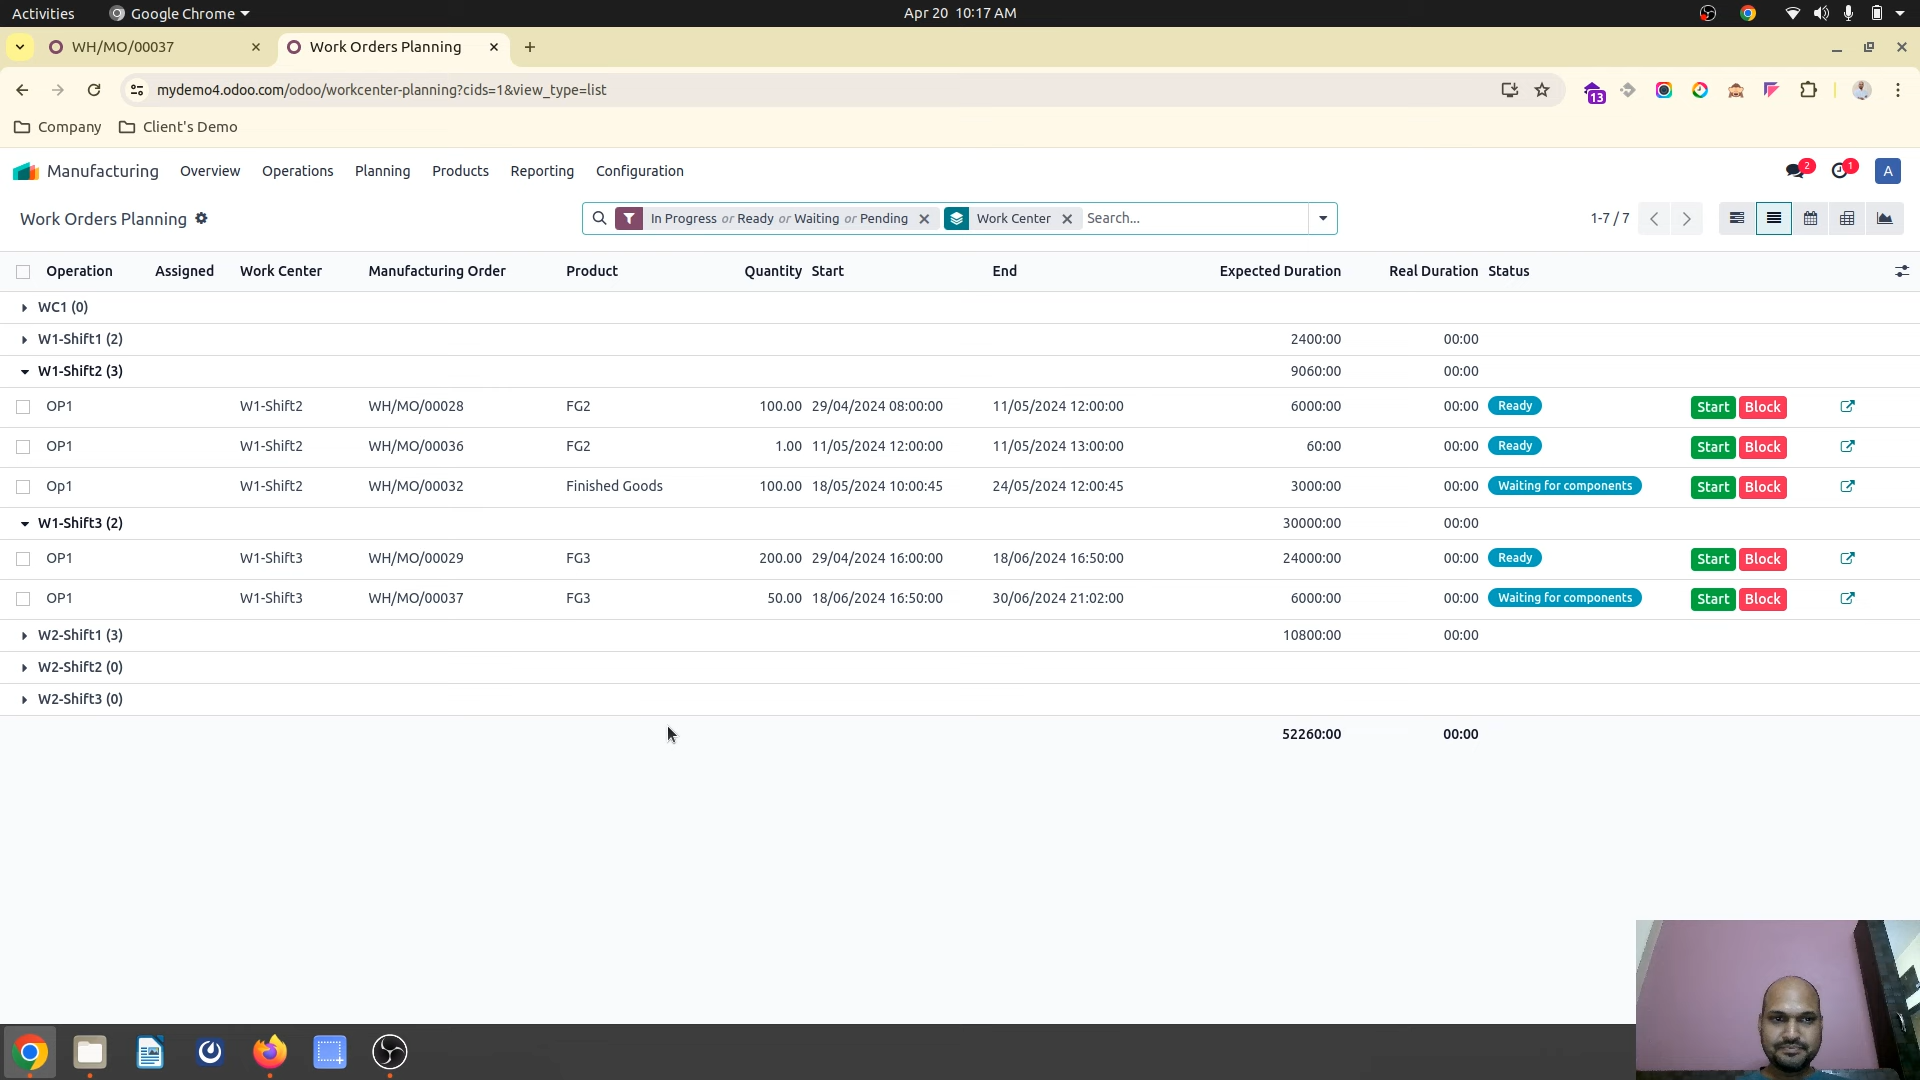 Activities Google Chrome Apr 20 10:17 AM
WH/MO/00037 Work Orders Planning
mydemo4.odoo.com/odoo/workcenter-planning?cids=1&view_type=list 13
Company Client's Demo
Manufacturing Overview Operations Planning Products Reporting Configuration 2 1 A
Work Orders Planning In Progress or Ready or Waiting or Pending Work Center Search... 1-7 / 7
Operation Assigned Work Center Manufacturing Order Product Quantity Start End Expected Duration Real Duration Status
WC1 (0)
W1-Shift1 (2) 2400:00 00:00
W1-Shift2 (3) 9060:00 00:00
OP1 W1-Shift2 WH/MO/00028 FG2 100.00 29/04/2024 08:00:00 11/05/2024 12:00:00 6000:00 00:00 Ready Start Block
OP1 W1-Shift2 WH/MO/00036 FG2 1.00 11/05/2024 12:00:00 11/05/2024 13:00:00 60:00 00:00 Ready Start Block
Op1 W1-Shift2 WH/MO/00032 Finished Goods 100.00 18/05/2024 10:00:45 24/05/2024 12:00:45 3000:00 00:00 Waiting for components Start Block
W1-Shift3 (2) 30000:00 00:00
OP1 W1-Shift3 WH/MO/00029 FG3 200.00 29/04/2024 16:00:00 18/06/2024 16:50:00 24000:00 00:00 Ready Start Block
OP1 W1-Shift3 WH/MO/00037 FG3 50.00 18/06/2024 16:50:00 30/06/2024 21:02:00 6000:00 00:00 Waiting for components Start Block
W2-Shift1 (3) 10800:00 00:00
W2-Shift2 (0)
W2-Shift3 (0)
52260:00 00:00